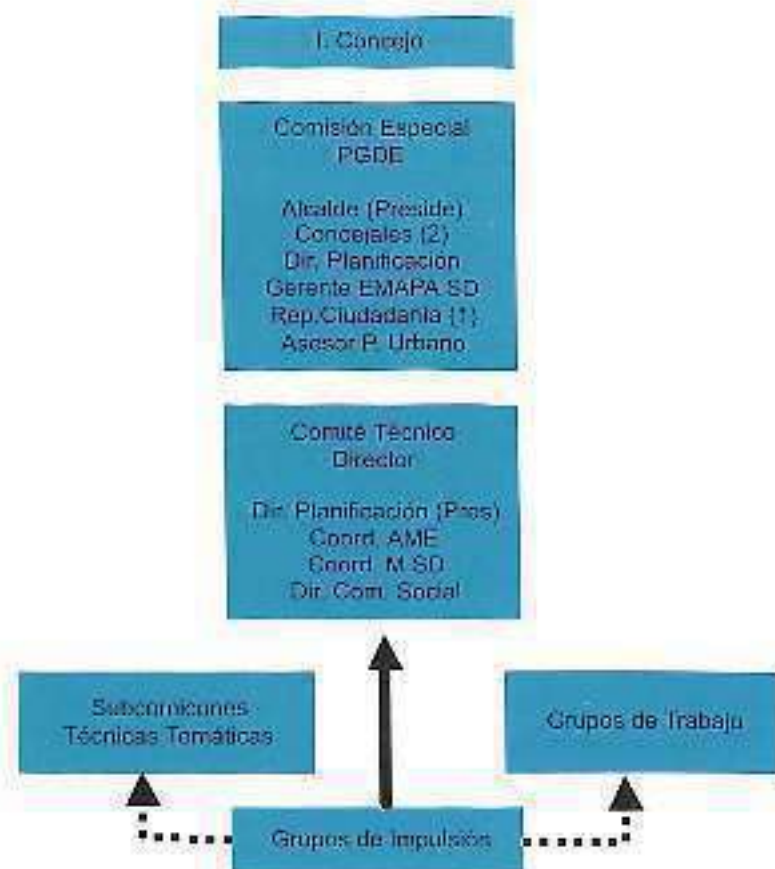 I. Concejo
Comisión Especial
PGDE
Alcalde (Preside)
Concejales (2)
Dir. Planificación
Gerente EMAPA SD
Rep.Ciudadanía (1)
Asesor P. Urbano
Comité Técnico
Director
Dir. Planificación (Pres)
Coord. AME
Coord. M.SD
Dir. Com. Social
Subcomicones
Técnicas Temáticas
Grupos de Trabajo
Grupos de Impulsión